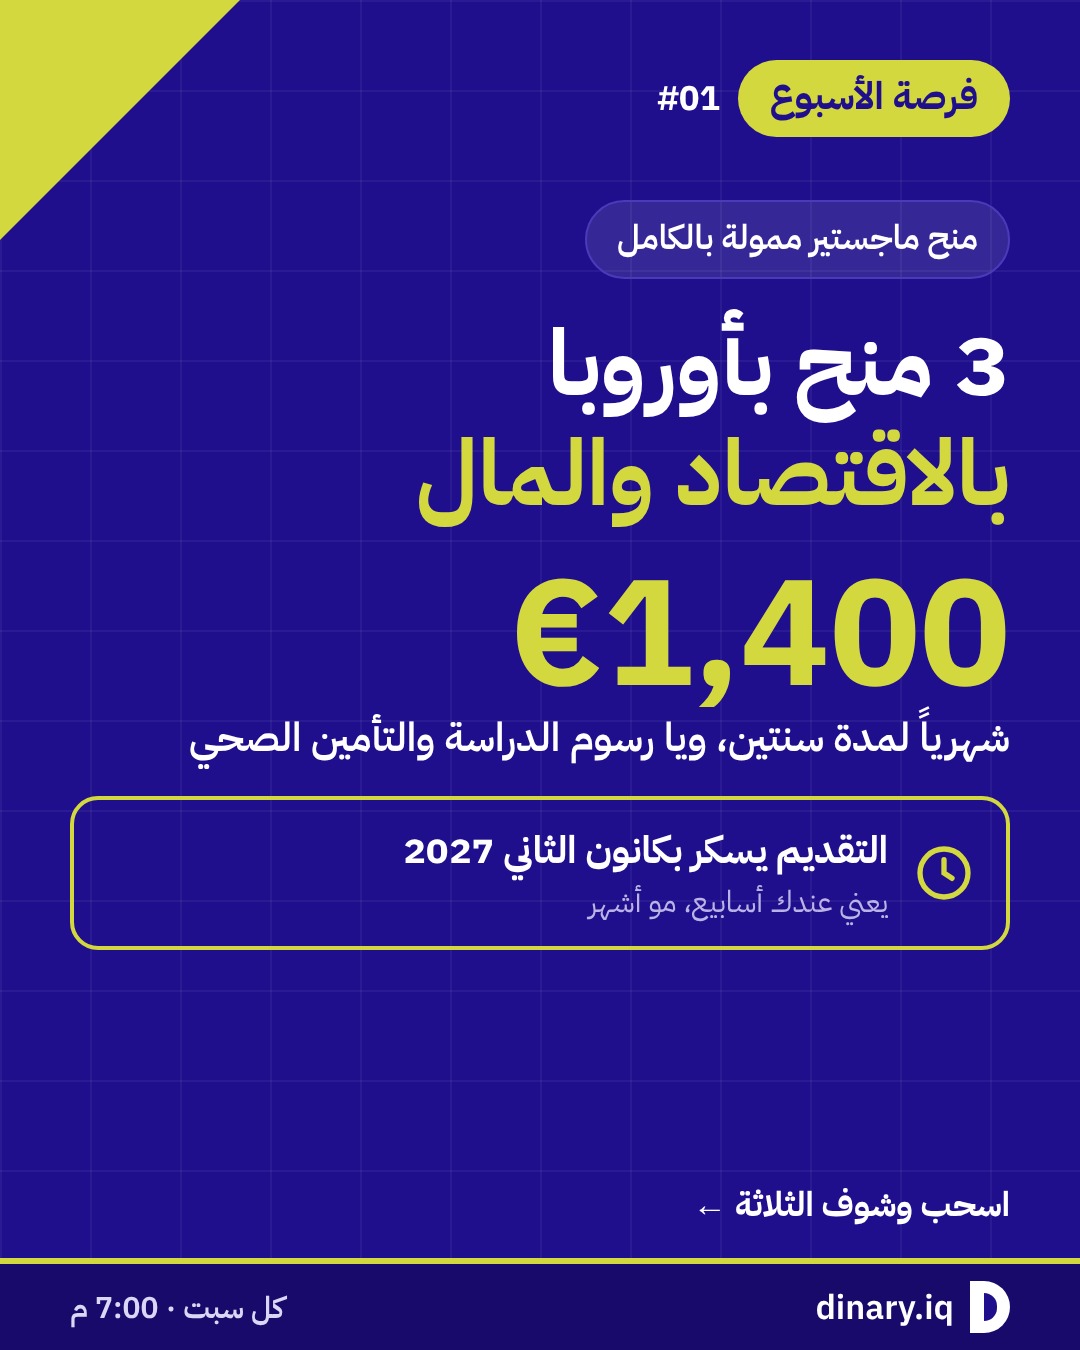 فرصة الأسبوع #01
منح ماجستير ممولة بالكامل
3 منح بأوروبا
بالاقتصاد والمال
€1,400
شهرياً لمدة سنتين، ويا رسوم الدراسة والتأمين الصحي
التقديم يسكر بكانون الثاني 2027
يعني عندك أسابيع، مو أشهر
اسحب وشوف الثلاثة ←
dinary.iq
كل سبت · 7:00 م